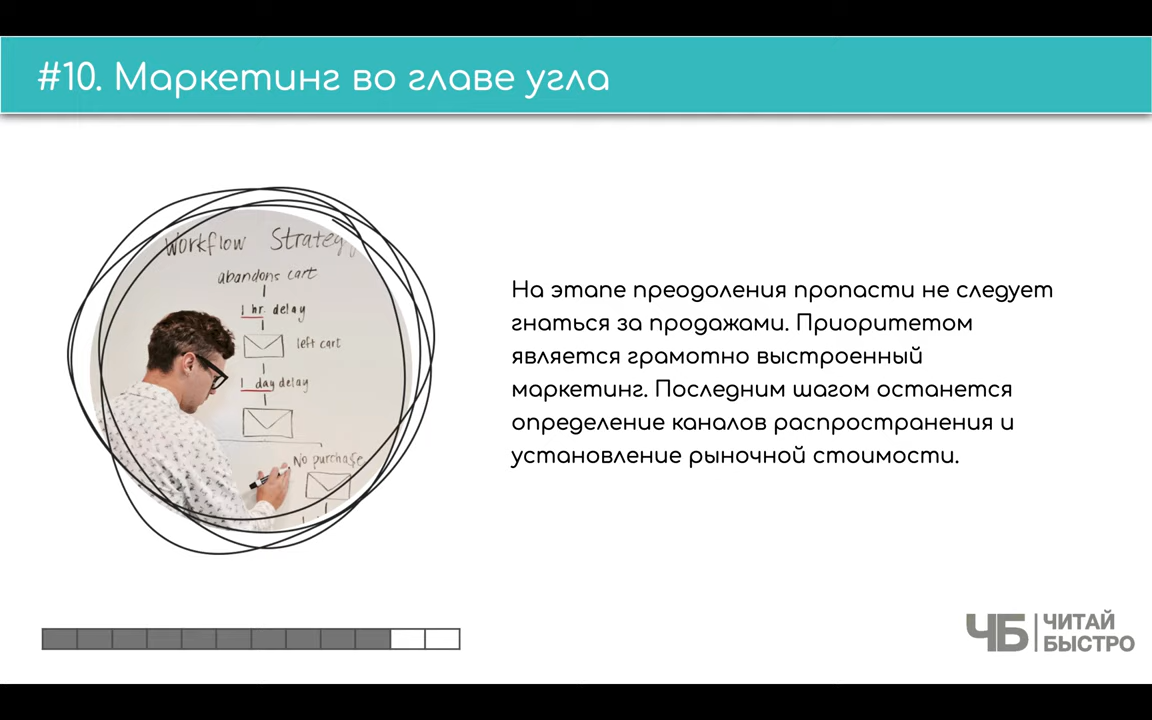 #10. Маркетинг во главе угла
Workflow Strategy
abandons cart
1 hr. delay
left cart
1 day delay
No purchase
На этапе преодоления пропасти не следует
гнаться за продажами. Приоритетом
является грамотно выстроенный
маркетинг. Последним шагом останется
определение каналов распространения и
установление рыночной стоимости.
ЧБ
ЧИТАЙ
БЫСТРО